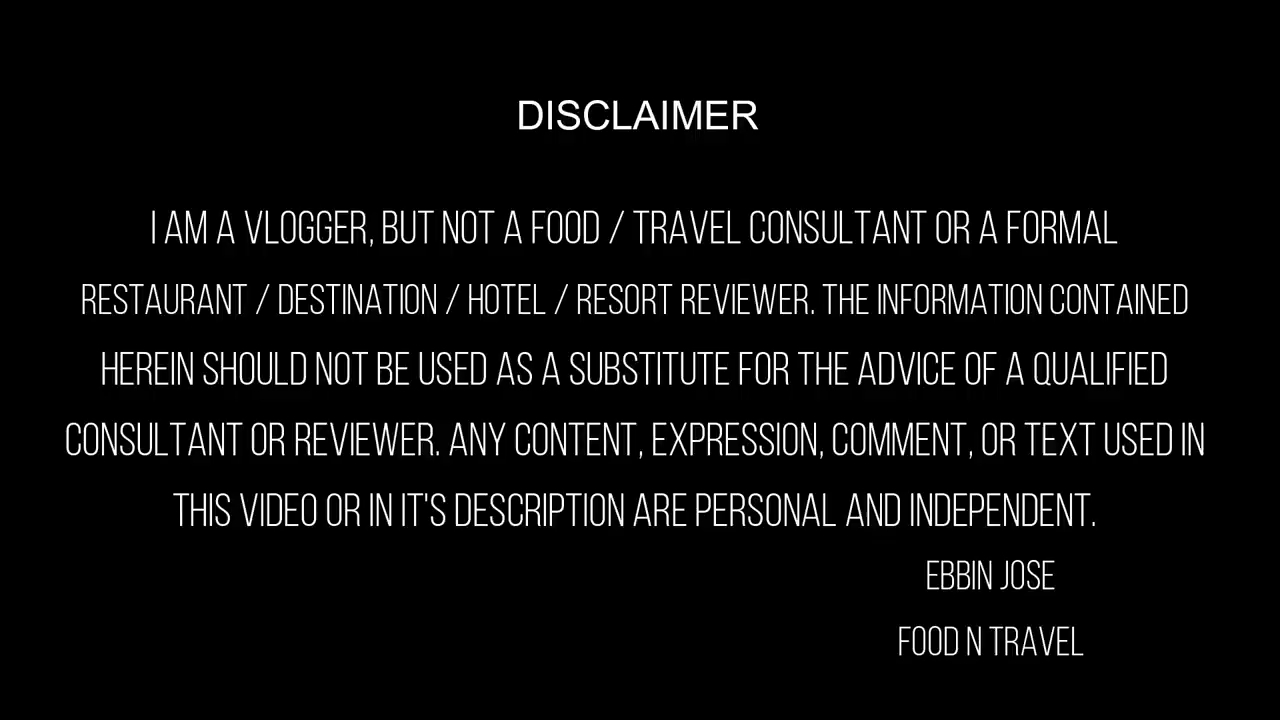 DISCLAIMER
I AM A VLOGGER, BUT NOT A FOOD / TRAVEL CONSULTANT OR A FORMAL
RESTAURANT / DESTINATION / HOTEL / RESORT REVIEWER. THE INFORMATION CONTAINED
HEREIN SHOULD NOT BE USED AS A SUBSTITUTE FOR THE ADVICE OF A QUALIFIED
CONSULTANT OR REVIEWER. ANY CONTENT, EXPRESSION, COMMENT, OR TEXT USED IN
THIS VIDEO OR IN IT'S DESCRIPTION ARE PERSONAL AND INDEPENDENT.
EBBIN JOSE
FOOD N TRAVEL